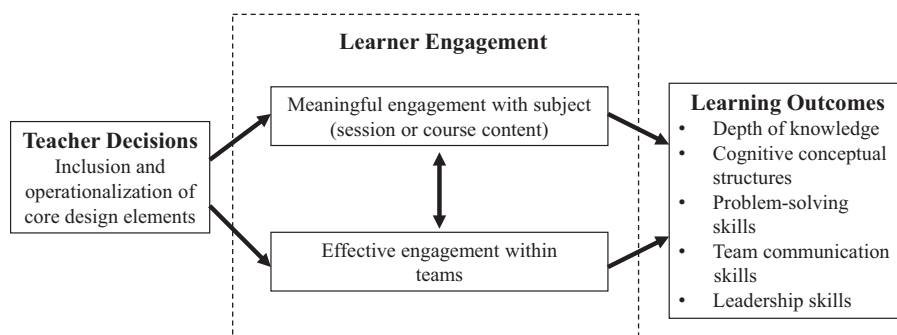 Learner Engagement
Meaningful engagement with subject
(session or course content)
Teacher Decisions
Inclusion and
operationalization of
core design elements
Effective engagement within
teams
Learning Outcomes
• Depth of knowledge
• Cognitive conceptual
structures
• Problem-solving
skills
• Team communication
skills
• Leadership skills